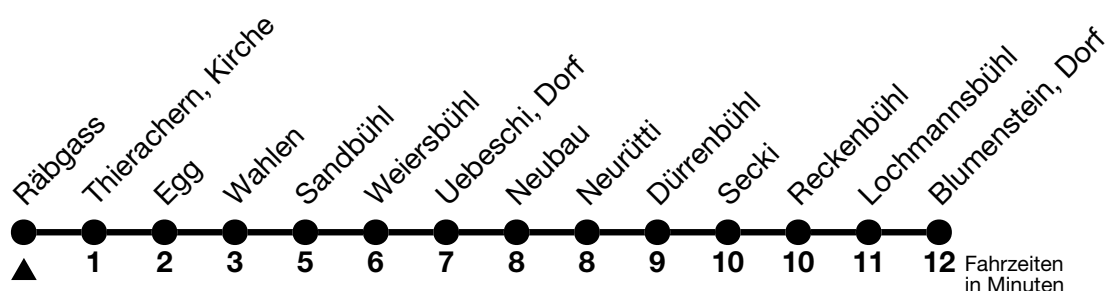 Räbgass
Thierachern, Kirche
Egg
Wahlen
Sandbühl
Weiersbühl
Uebeschi, Dorf
Neubau
Neurütti
Dürrenbühl
Secki
Reckenbühl
Lochmannsbühl
Blumenstein, Dorf
1 2 3 5 6 7 8 8 9 10 10 11 12 Fahrzeiten
in Minuten